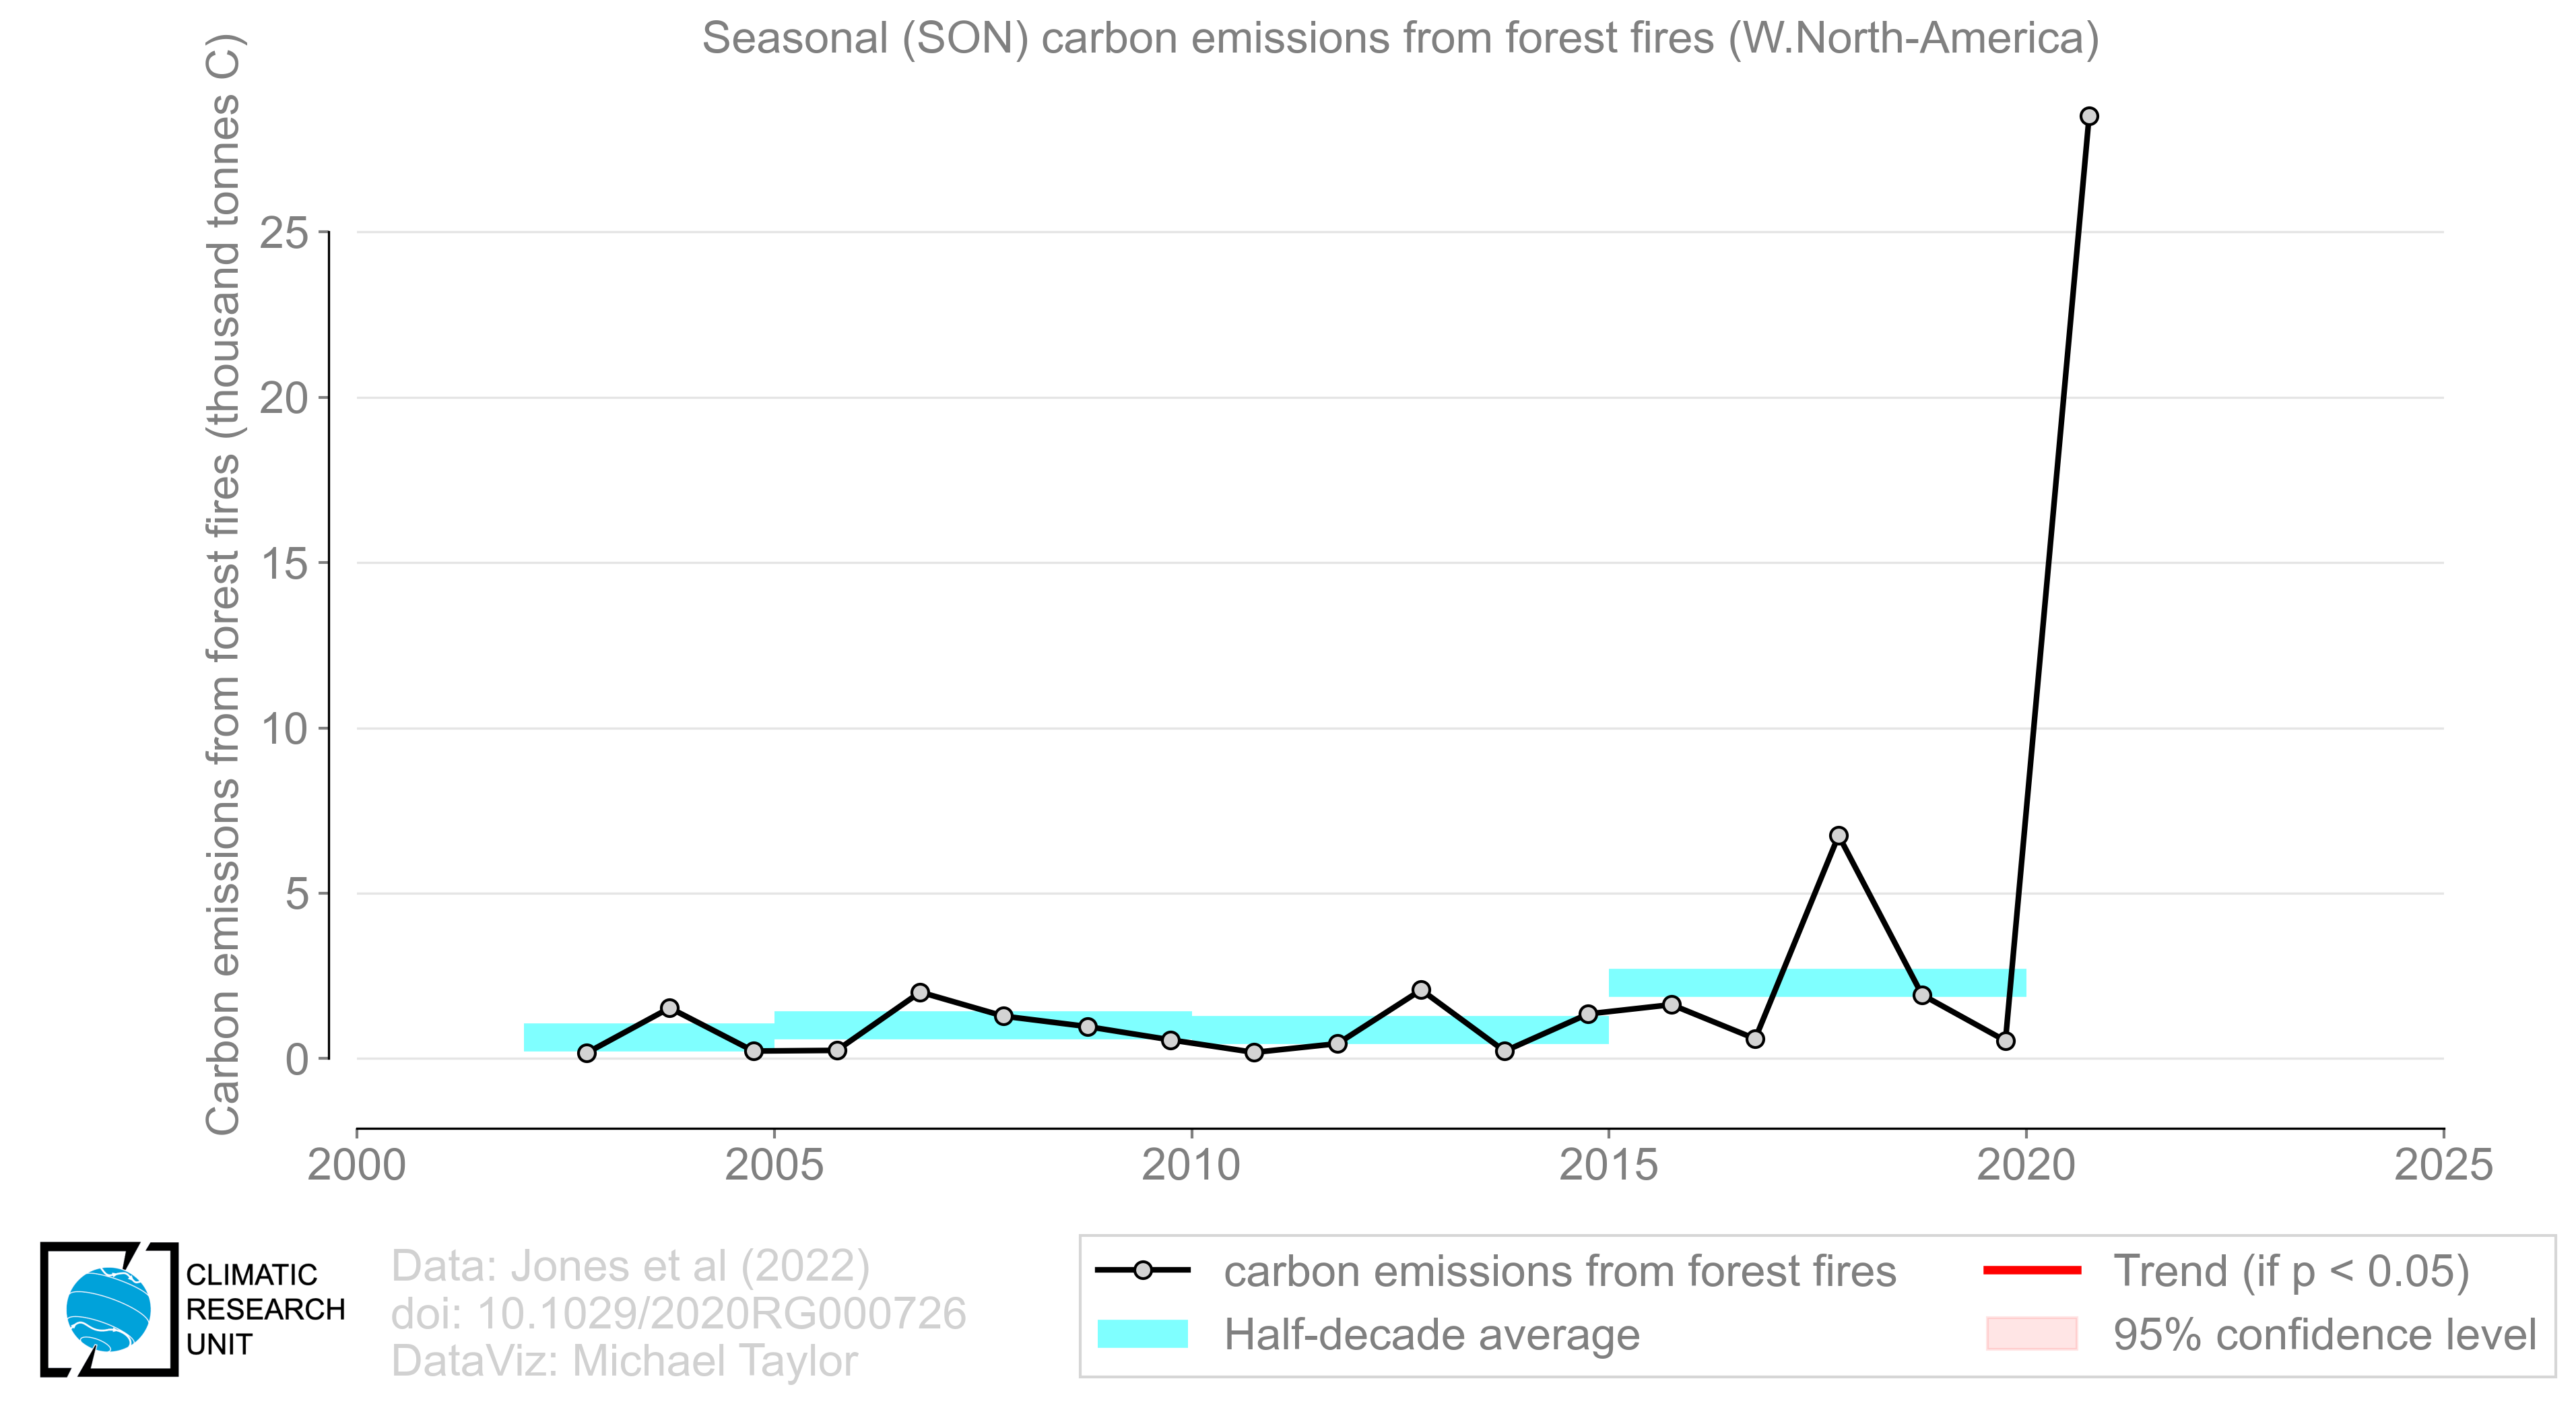 Seasonal (SON) carbon emissions from forest fires (W.North-America)
Carbon emissions from forest fires (thousand tonnes C)
25
20
15
10
5
0
2000
2005
2010
2015
2020
2025
CLIMATIC
RESEARCH
UNIT
Data: Jones et al (2022)
doi: 10.1029/2020RG000726
DataViz: Michael Taylor
carbon emissions from forest fires
Half-decade average
Trend (if p < 0.05)
95% confidence level